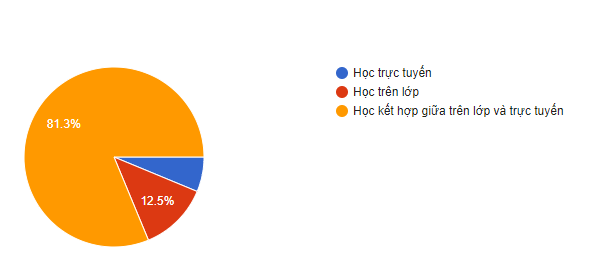 Học trực tuyến
Học trên lớp
Học kết hợp giữa trên lớp và trực tuyến
81.3%
12.5%